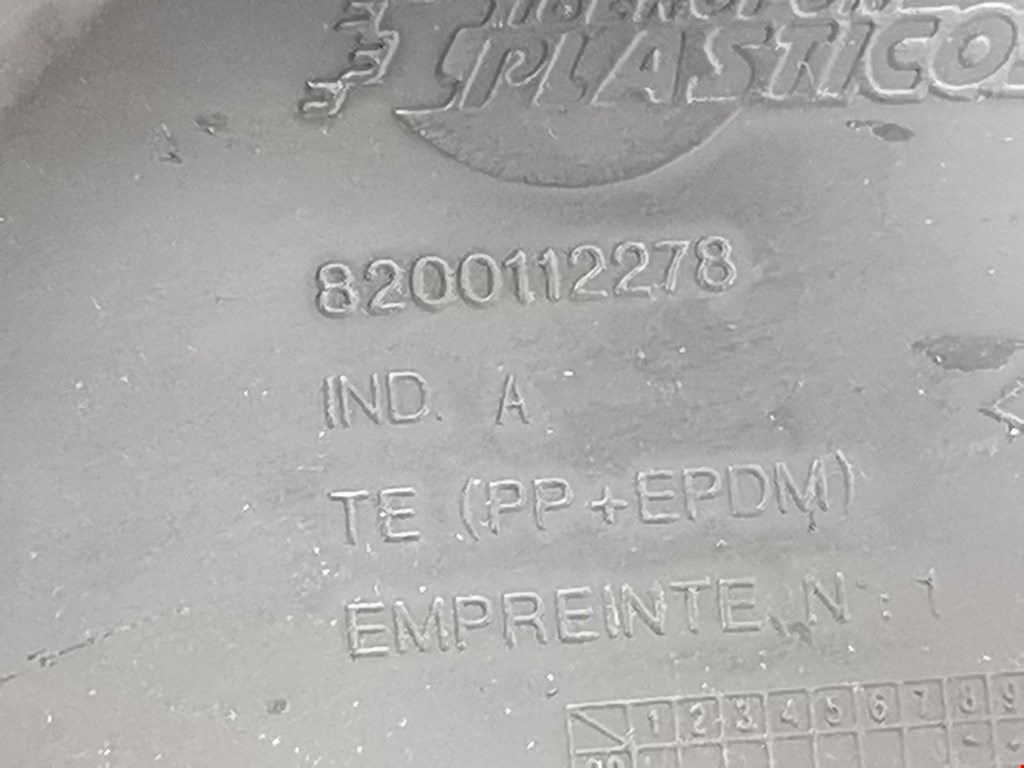 PLASTICO
8200112278
IND. A
TE (PP+EPDM)
EMPREINTE N°: 1
1 2 3 4 5 6 7 8 9